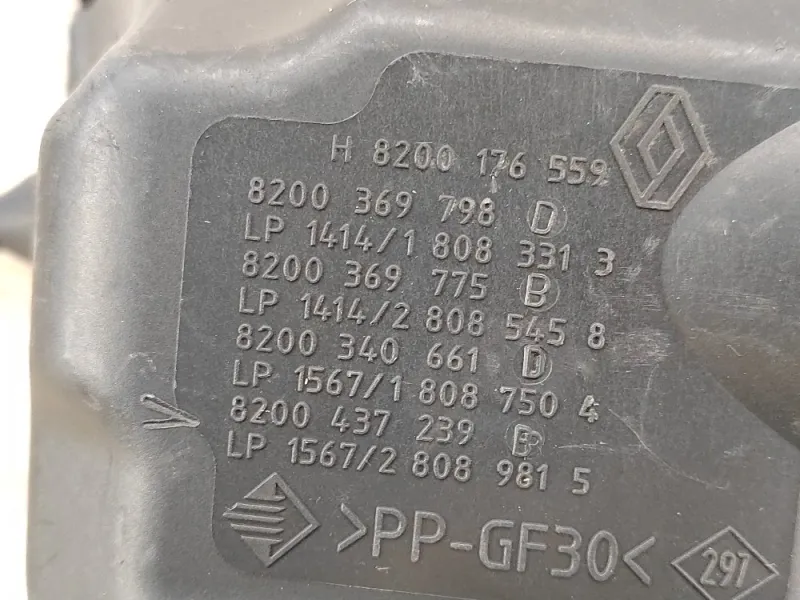 H 8200 176 559
8200 369 798 D
LP 1414/1 808 331 3
8200 369 775 B
LP 1414/2 808 545 8
8200 340 661 D
LP 1567/1 808 750 4
8200 437 239 B
LP 1567/2 808 981 5
>PP-GF30<
297